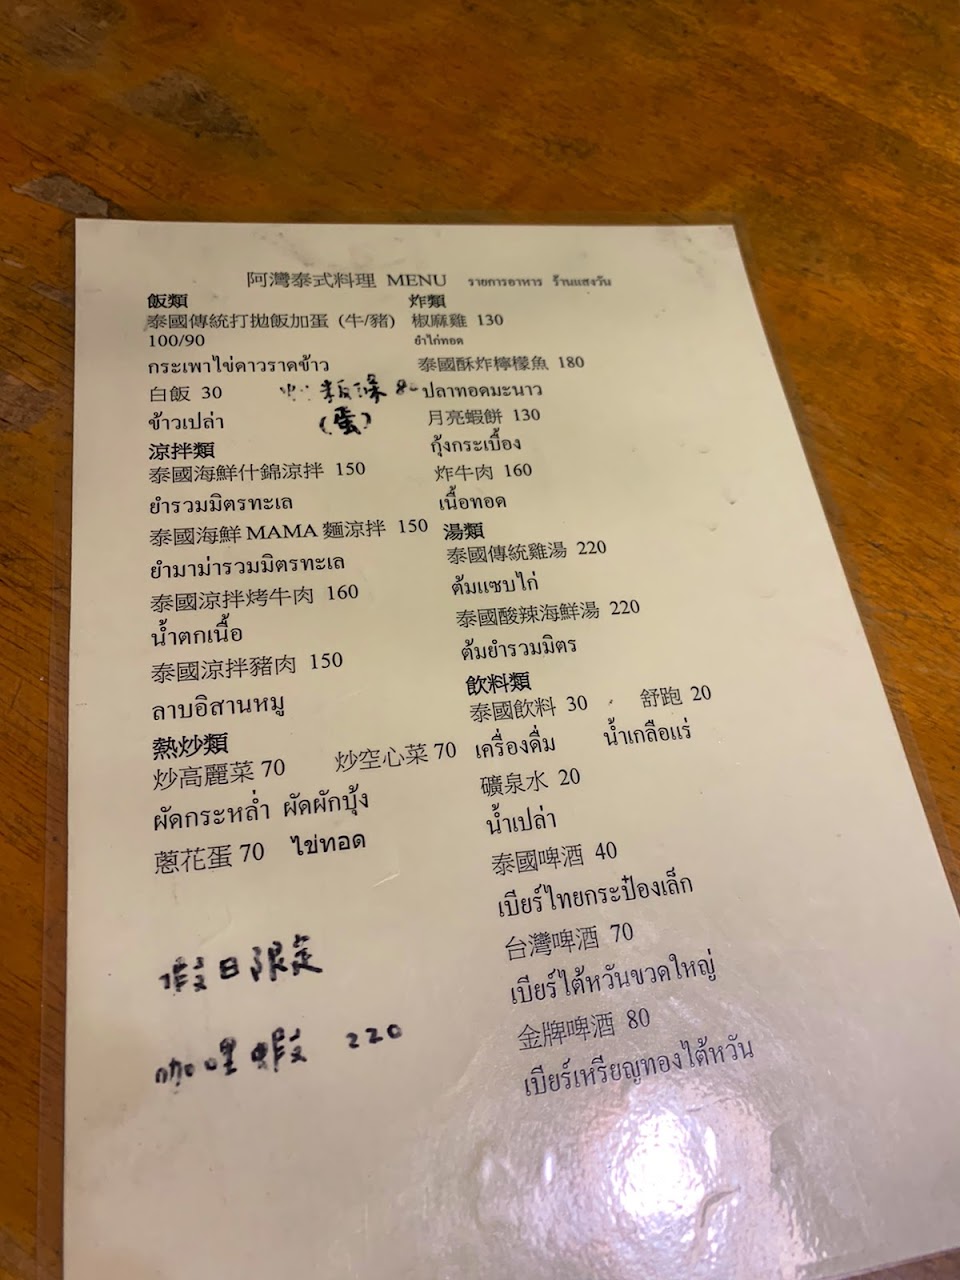 阿灣泰式料理 MENU รายการอาหาร ร้านแสงวัน
飯類
泰國傳統打拋飯加蛋 (牛/豬)
100/90
กระเพาไข่ดาวราดข้าว
白飯 30
粄條 80
(蛋)
ข้าวเปล่า
涼拌類
泰國海鮮什錦涼拌 150
ยำรวมมิตรทะเล
泰國海鮮 MAMA 麵涼拌 150
ยำมาม่ารวมมิตรทะเล
泰國涼拌烤牛肉 160
น้ำตกเนื้อ
泰國涼拌豬肉 150
ลาบอิสานหมู
熱炒類
炒高麗菜 70 炒空心菜 70
ผัดกระหล่ำ ผัดผักบุ้ง
蔥花蛋 70 ไข่ทอด
假日限定
咖哩蝦 220
炸類
椒麻雞 130
ยำไก่ทอด
泰國酥炸檸檬魚 180
ปลาทอดมะนาว
月亮蝦餅 130
กุ้งกระเบื้อง
炸牛肉 160
เนื้อทอด
湯類
泰國傳統雞湯 220
ต้มแซบไก่
泰國酸辣海鮮湯 220
ต้มยำรวมมิตร
飲料類
泰國飲料 30 舒跑 20
เครื่องดื่ม น้ำเกลือแร่
礦泉水 20
น้ำเปล่า
泰國啤酒 40
เบียร์ไทยกระป๋องเล็ก
台灣啤酒 70
เบียร์ไต้หวันขวดใหญ่
金牌啤酒 80
เบียร์เหรียญทองไต้หวัน